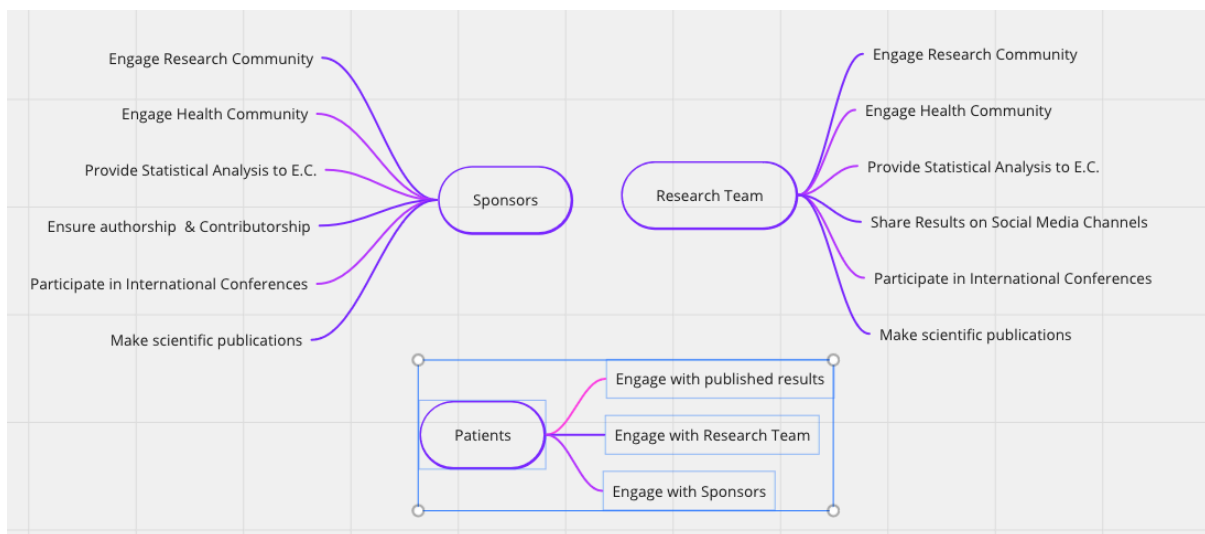 Engage Research Community
Engage Health Community
Provide Statistical Analysis to E.C.
Ensure authorship  & Contributorship
Participate in International Conferences
Make scientific publications
Sponsors
Research Team
Engage Research Community
Engage Health Community
Provide Statistical Analysis to E.C.
Share Results on Social Media Channels
Participate in International Conferences
Make scientific publications
Patients
Engage with published results
Engage with Research Team
Engage with Sponsors